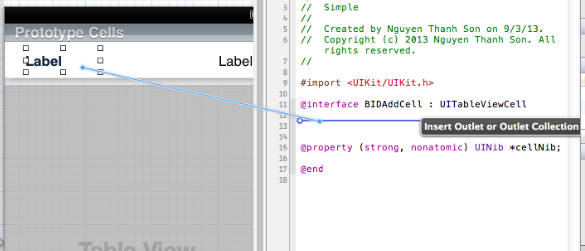 Prototype Cells
Label
Label
Table View
3 // Simple
4 //
5 // Created by Nguyen Thanh Son on 9/3/13.
6 // Copyright (c) 2013 Nguyen Thanh Son. All
rights reserved.
7 //
8
9 #import <UIKit/UIKit.h>
10
11 @interface BIDAddCell : UITableViewCell
12
13
Insert Outlet or Outlet Collection
14
15 @property (strong, nonatomic) UINib *cellNib;
16
17 @end
18